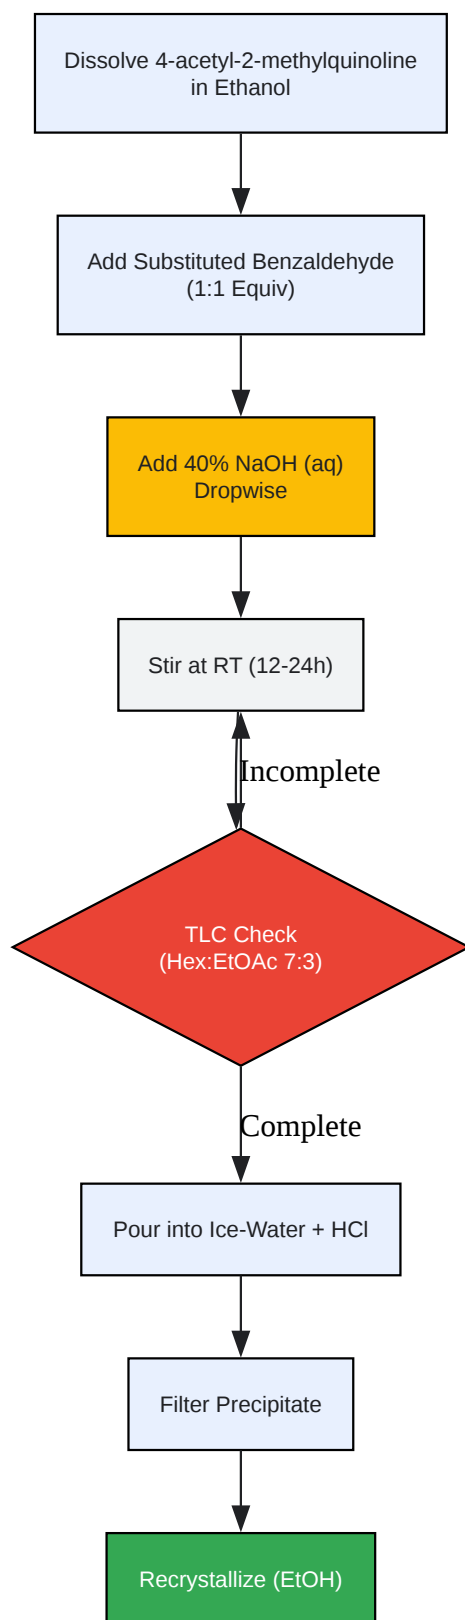 Dissolve 4-acetyl-2-methylquinoline
in Ethanol
Add Substituted Benzaldehyde
(1:1 Equiv)
Add 40% NaOH (aq)
Dropwise
Stir at RT (12-24h)
Incomplete
TLC Check
(Hex:EtOAc 7:3)
Complete
Pour into Ice-Water + HCl
Filter Precipitate
Recrystallize (EtOH)